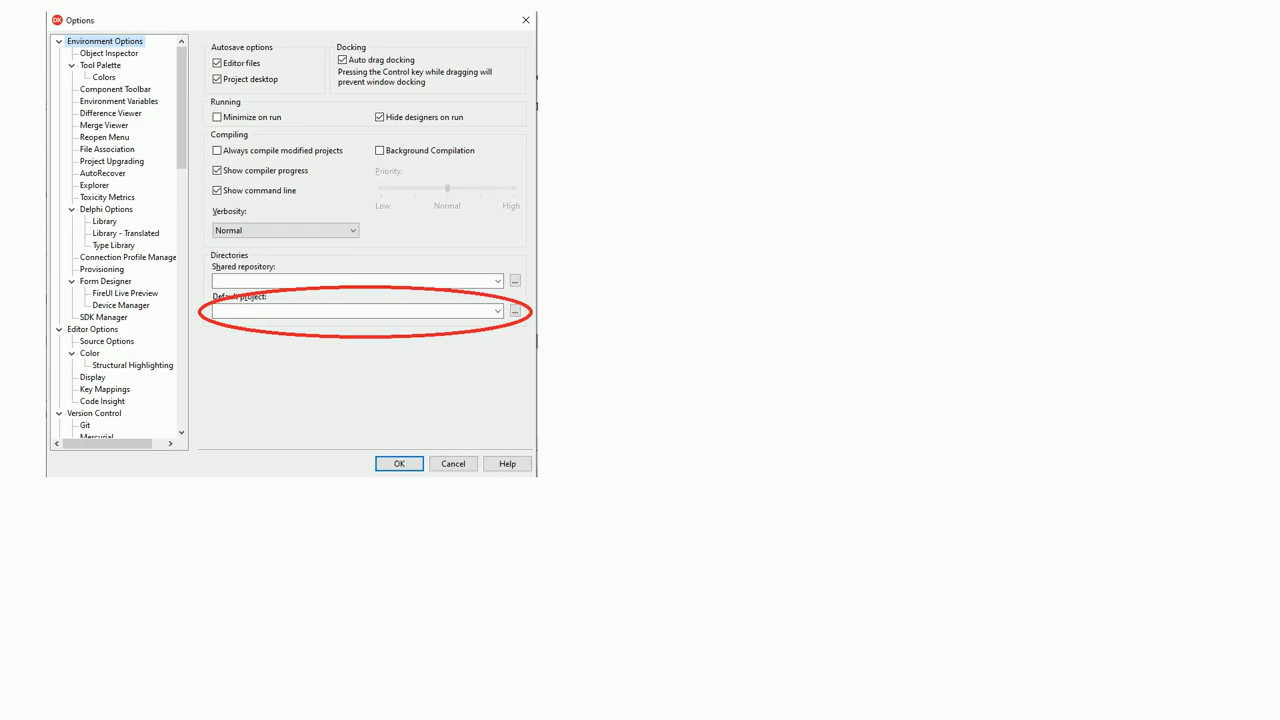 DX Options
Environment Options
Object Inspector
Tool Palette
Colors
Component Toolbar
Environment Variables
Difference Viewer
Merge Viewer
Reopen Menu
File Association
Project Upgrading
AutoRecover
Explorer
Toxicity Metrics
Delphi Options
Library
Library - Translated
Type Library
Connection Profile Manage
Provisioning
Form Designer
FireUI Live Preview
Device Manager
SDK Manager
Editor Options
Source Options
Color
Structural Highlighting
Display
Key Mappings
Code Insight
Version Control
Git
Mercurial
Autosave options
Editor files
Project desktop
Docking
Auto drag docking
Pressing the Control key while dragging will
prevent window docking
Running
Minimize on run
Hide designers on run
Compiling
Always compile modified projects
Background Compilation
Show compiler progress
Priority:
Show command line
Low Normal High
Verbosity:
Normal
Directories
Shared repository:
...
Default project:
...
OK Cancel Help